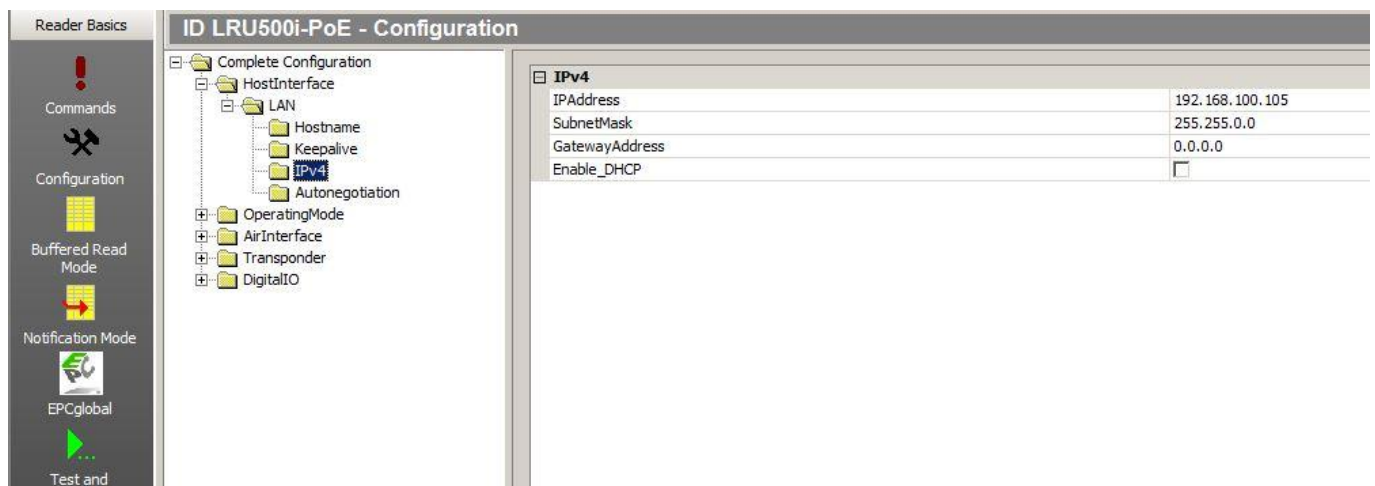 Reader Basics
Commands
Configuration
Buffered Read
Mode
Notification Mode
EPC
EPCglobal
Test and
ID LRU500i-PoE - Configuration
Complete Configuration
HostInterface
LAN
Hostname
Keepalive
IPv4
Autonegotiation
OperatingMode
AirInterface
Transponder
DigitalIO
IPv4
IPAddress 192.168.100.105
SubnetMask 255.255.0.0
GatewayAddress 0.0.0.0
Enable_DHCP